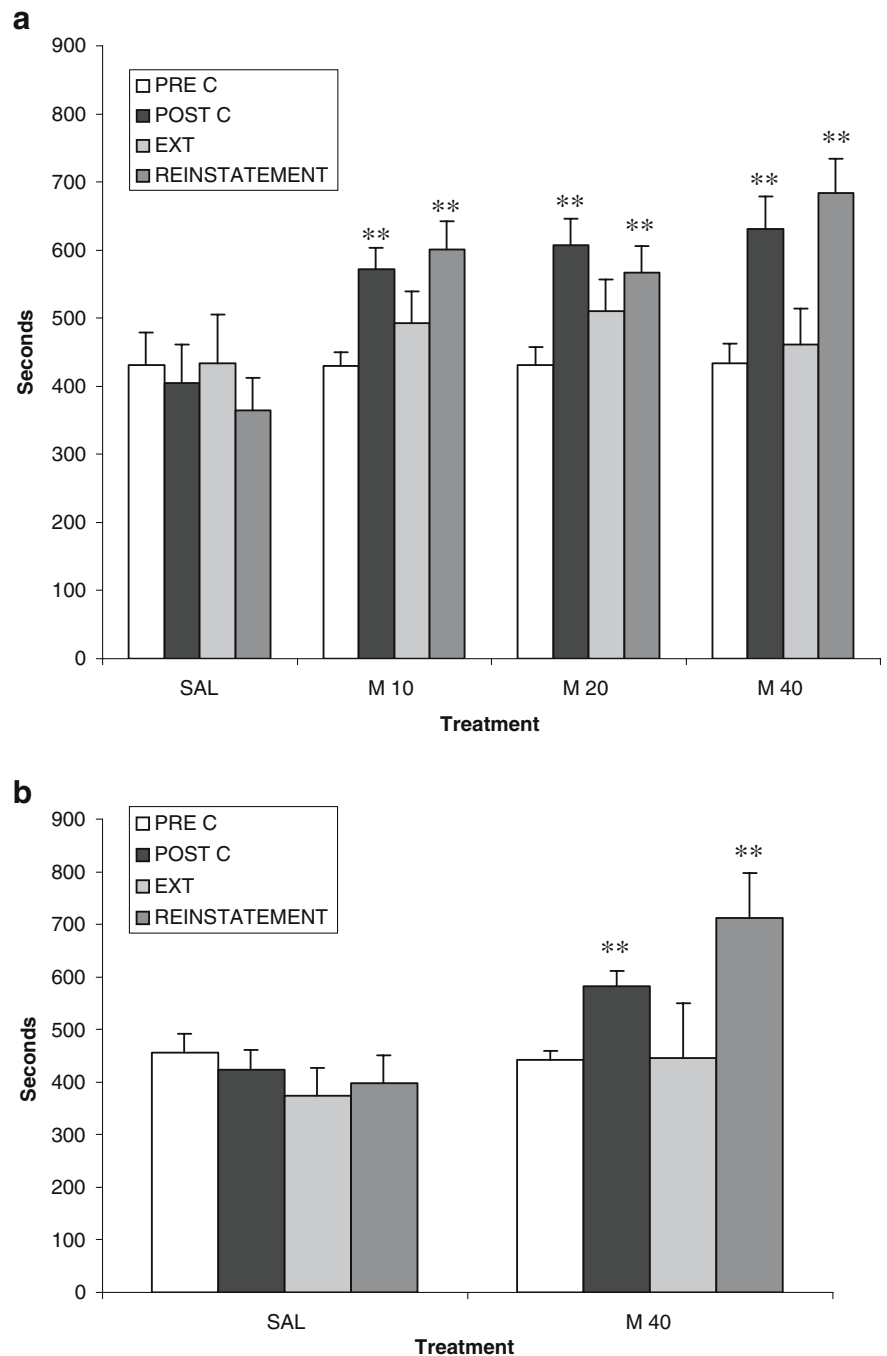 a
900
800
700
600
500
400
300
200
100
0
Seconds
PRE C
POST C
EXT
REINSTATEMENT
**
**
**
**
**
**
SAL
M 10
M 20
M 40
Treatment
b
900
800
700
600
500
400
300
200
100
0
Seconds
PRE C
POST C
EXT
REINSTATEMENT
**
**
SAL
M 40
Treatment